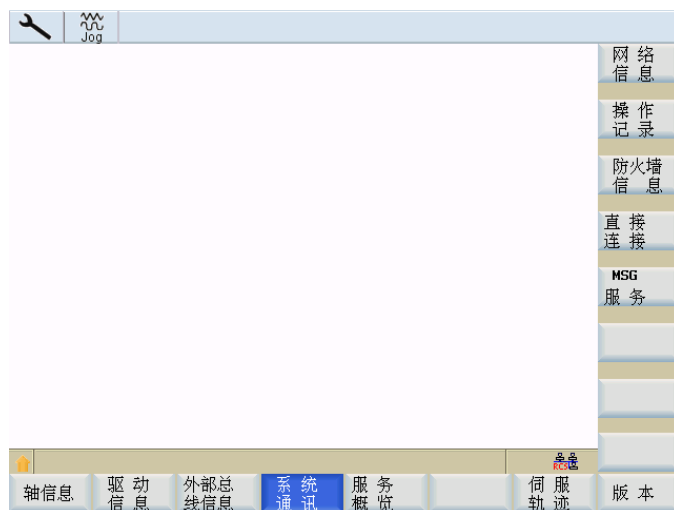 Jog
网络
信息
操作
记录
防火墙
信息
直接
连接
MSG
服务
RCS
轴信息
驱动
信息
外部总
线信息
系统
通讯
服务
概览
伺服
轨迹
版本